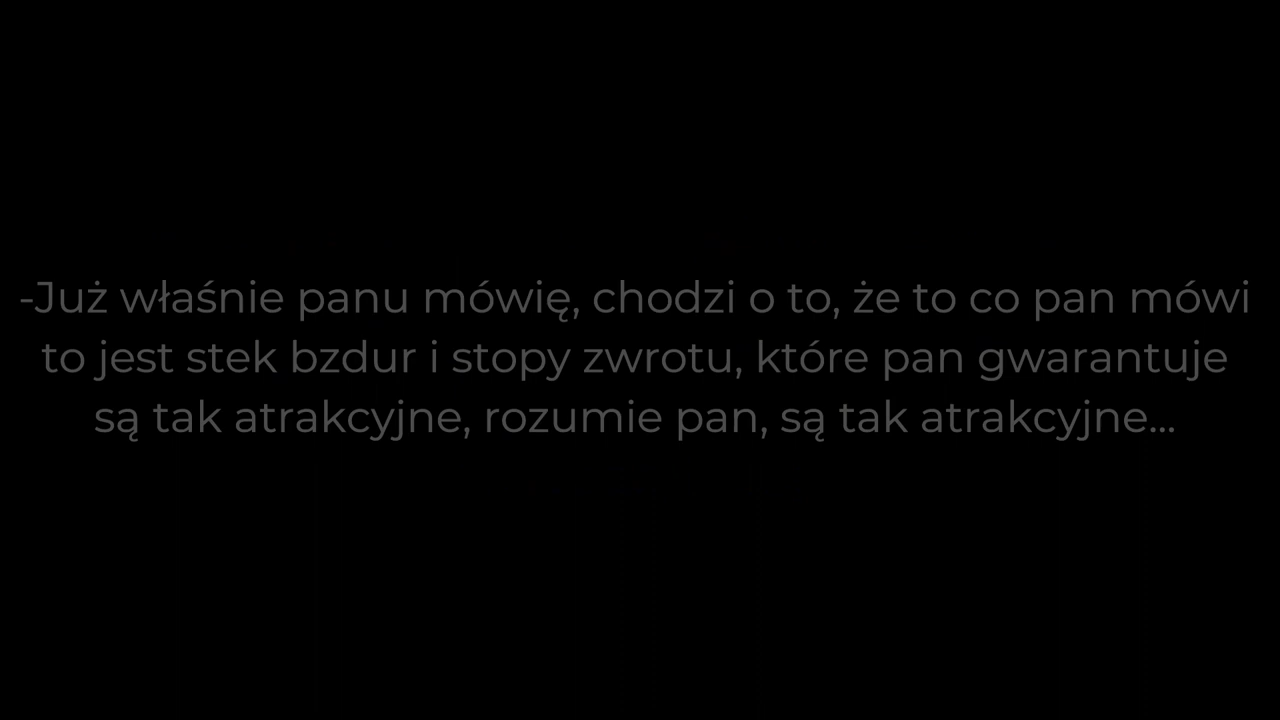 -Już właśnie panu mówię, chodzi o to, że to co pan mówi
to jest stek bzdur i stopy zwrotu, które pan gwarantuje
są tak atrakcyjne, rozumie pan, są tak atrakcyjne...